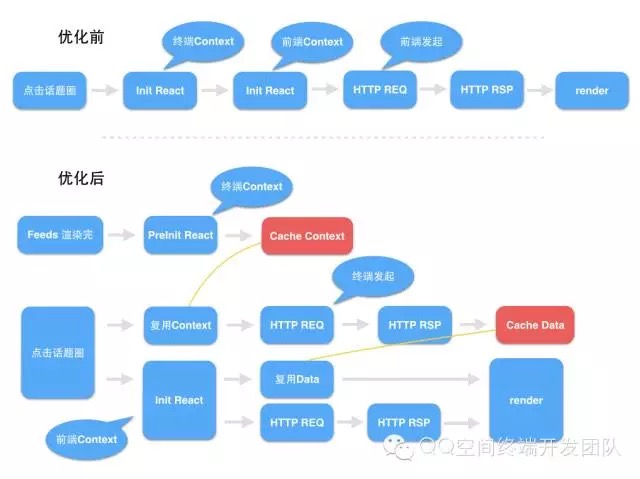 优化前
终端Context
前端Context
前端发起
点击话题圈
Init React
Init React
HTTP REQ
HTTP RSP
render
优化后
终端Context
Feeds 渲染完
PreInit React
Cache Context
终端发起
点击话题圈
复用Context
HTTP REQ
HTTP RSP
Cache Data
Init React
复用Data
render
前端Context
HTTP REQ
HTTP RSP
QQ空间终端开发团队